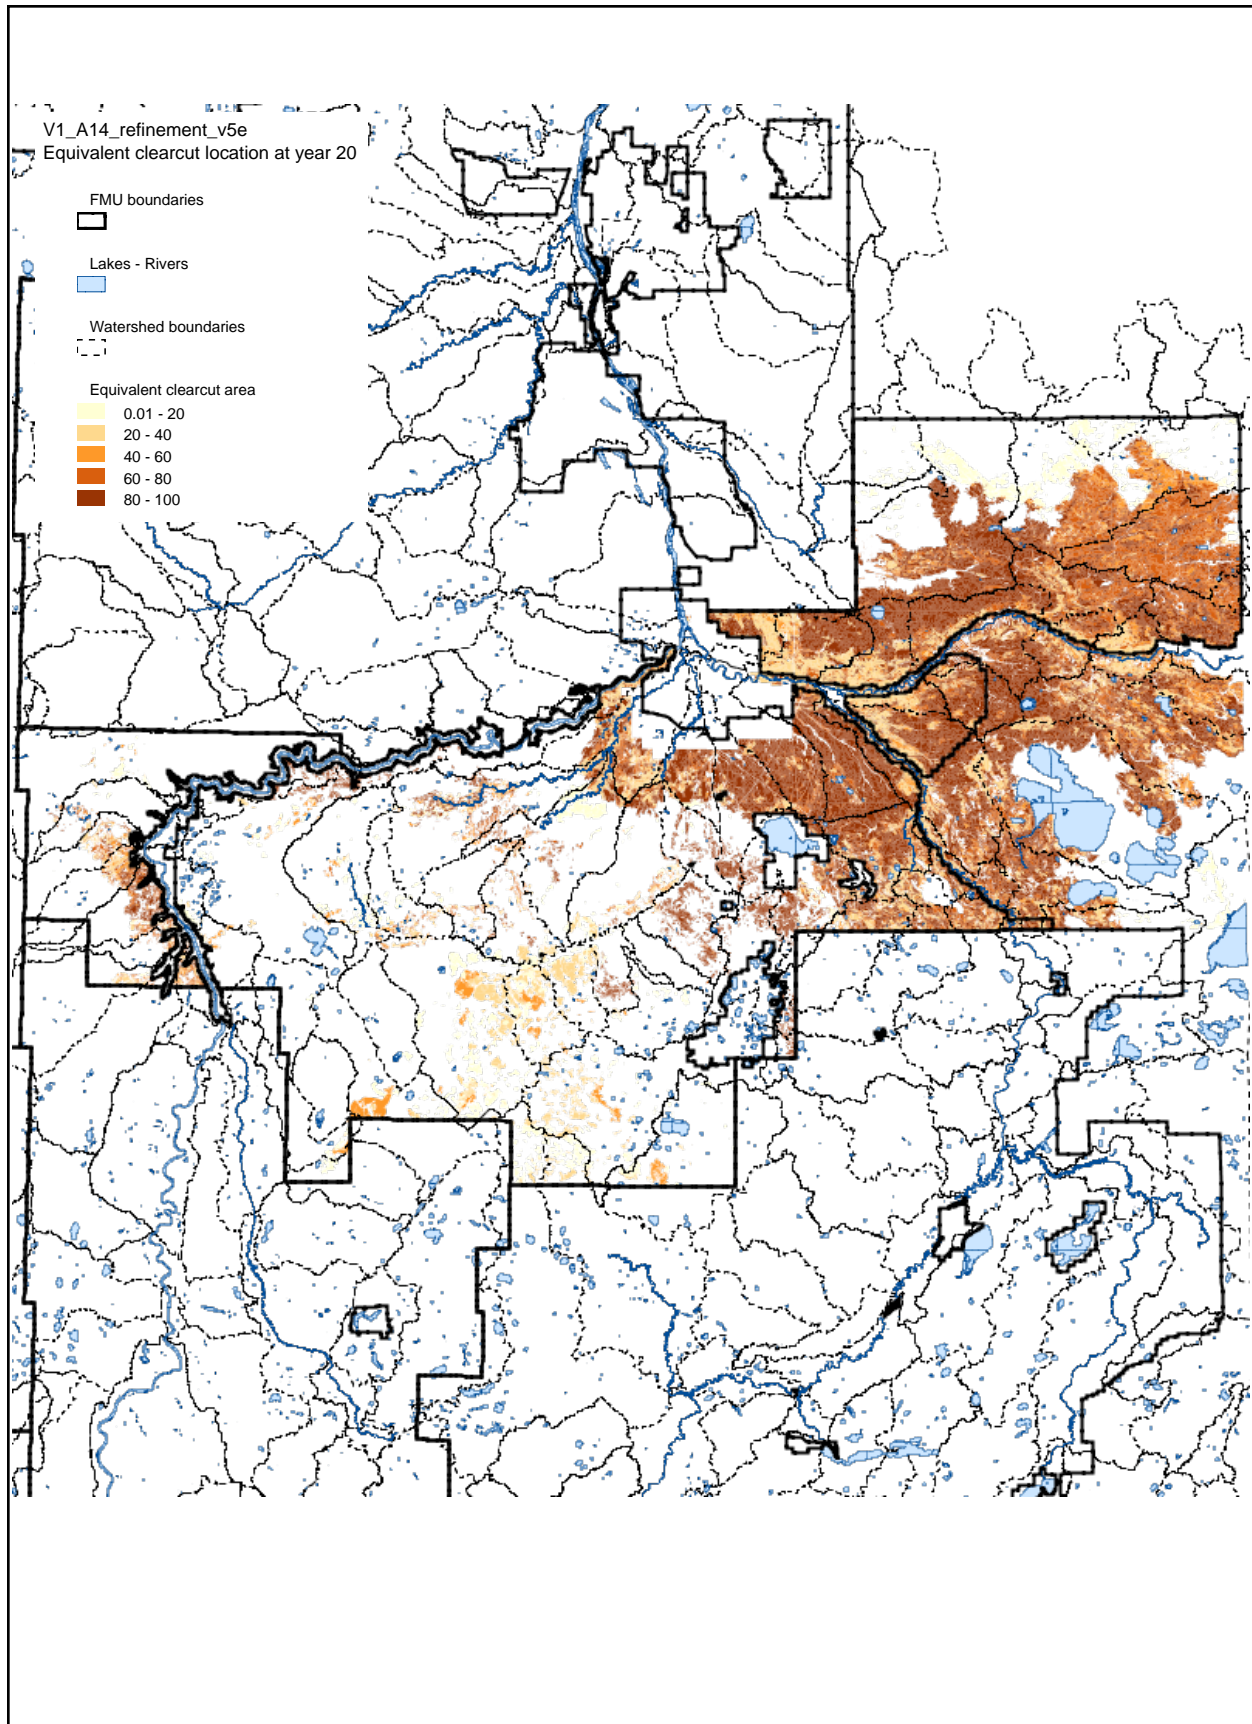 V1_A14_refinement_v5e
Equivalent clearcut location at year 20
FMU boundaries
Lakes - Rivers
Watershed boundaries
Equivalent clearcut area
0.01 - 20
20 - 40
40 - 60
60 - 80
80 - 100